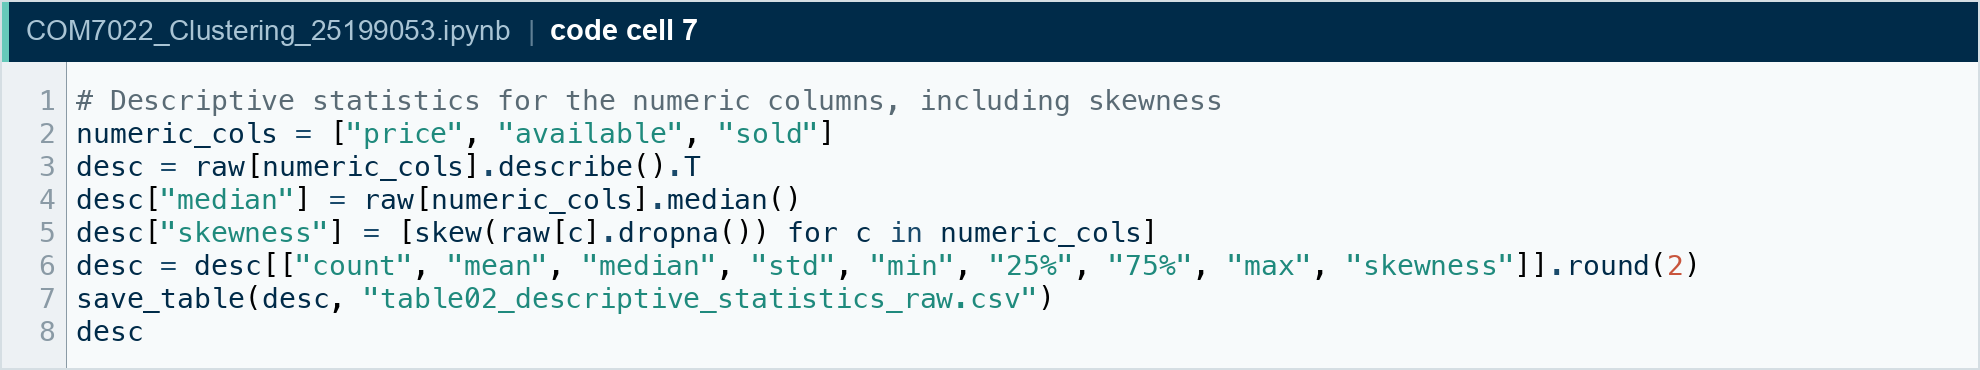 COM7022_Clustering_25199053.ipynb | code cell 7
1 # Descriptive statistics for the numeric columns, including skewness
2 numeric_cols = ["price", "available", "sold"]
3 desc = raw[numeric_cols].describe().T
4 desc["median"] = raw[numeric_cols].median()
5 desc["skewness"] = [skew(raw[c].dropna()) for c in numeric_cols]
6 desc = desc[["count", "mean", "median", "std", "min", "25%", "75%", "max", "skewness"]].round(2)
7 save_table(desc, "table02_descriptive_statistics_raw.csv")
8 desc